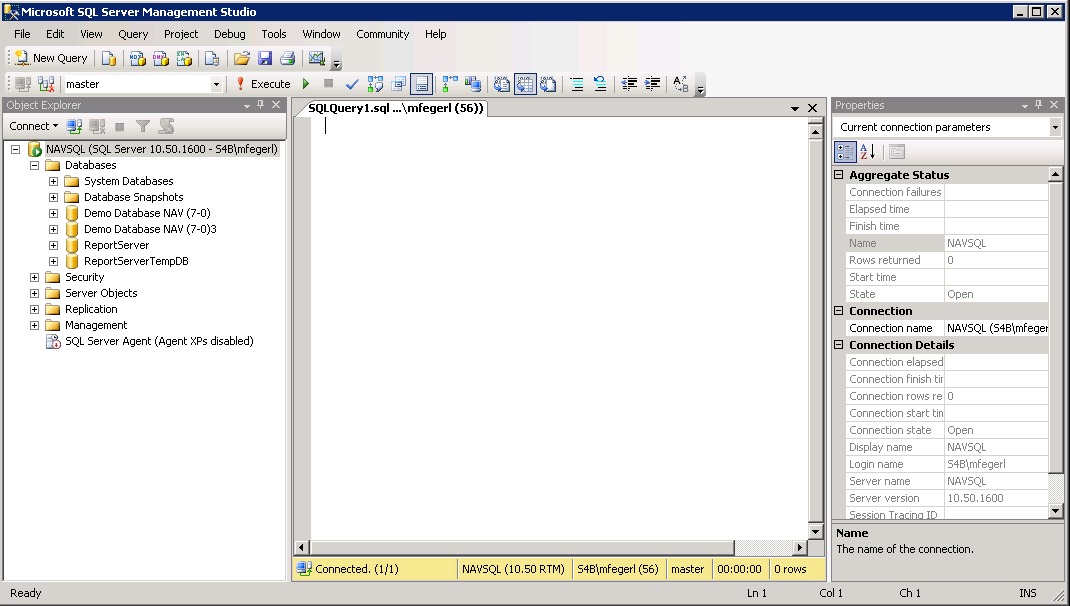 Microsoft SQL Server Management Studio
File Edit View Query Project Debug Tools Window Community Help
New Query
master Execute
Object Explorer
Connect
NAVSQL (SQL Server 10.50.1600 - S4B\mfegerl)
Databases
System Databases
Database Snapshots
Demo Database NAV (7-0)
Demo Database NAV (7-0)3
ReportServer
ReportServerTempDB
Security
Server Objects
Replication
Management
SQL Server Agent (Agent XPs disabled)
SQLQuery1.sql ...\mfegerl (56))
Connected. (1/1) NAVSQL (10.50 RTM) S4B\mfegerl (56) master 00:00:00 0 rows
Properties
Current connection parameters
Aggregate Status
Connection failures
Elapsed time
Finish time
Name NAVSQL
Rows returned 0
Start time
State Open
Connection
Connection name NAVSQL (S4B\mfeger
Connection Details
Connection elapsed
Connection finish tir
Connection rows re 0
Connection start tin
Connection state Open
Display name NAVSQL
Login name S4B\mfegerl
Server name NAVSQL
Server version 10.50.1600
Session Tracing ID
Name
The name of the connection.
Ready Ln 1 Col 1 Ch 1 INS